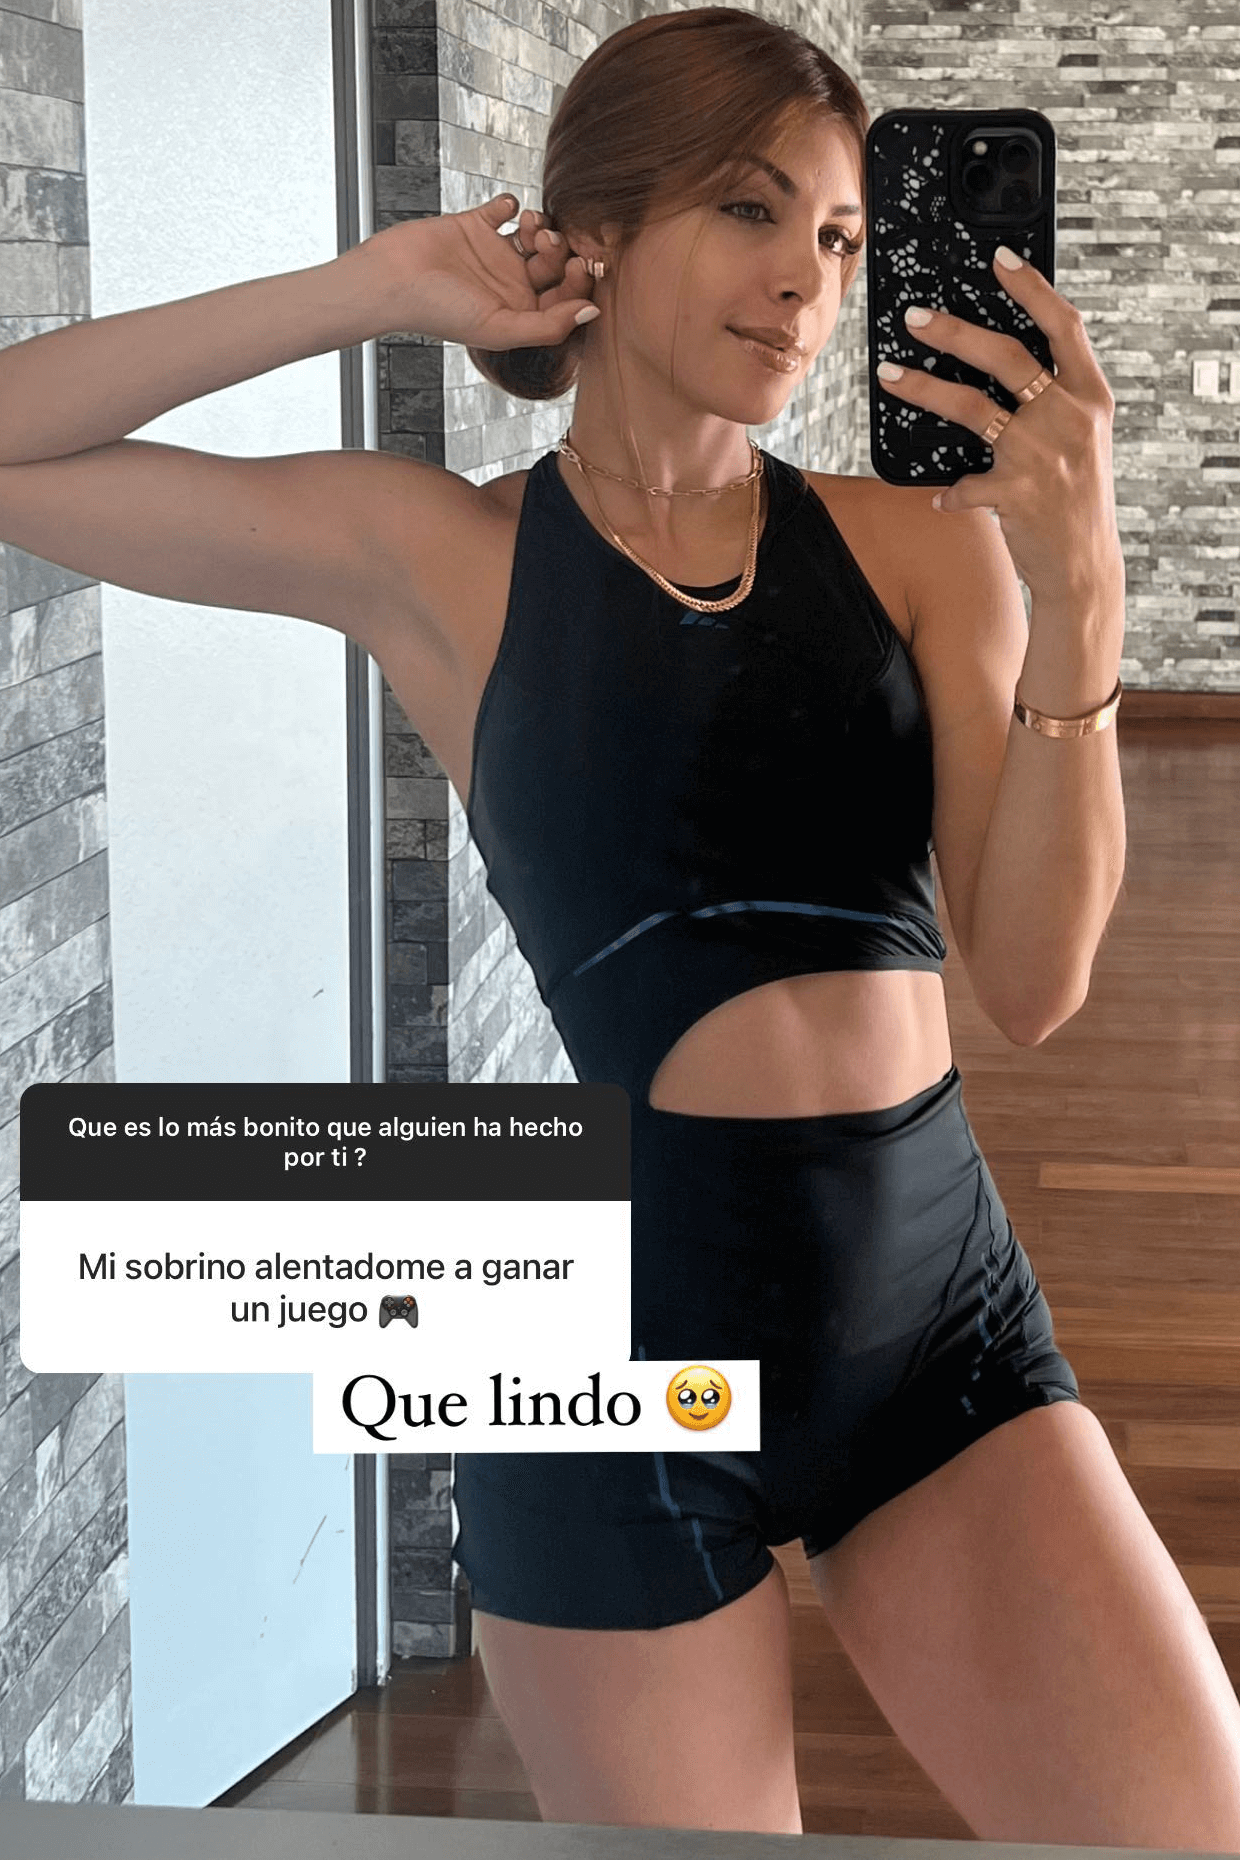 Que es lo más bonito que alguien ha hecho
por ti ?
Mi sobrino alentadome a ganar
un juego 🎮
Que lindo 🥹